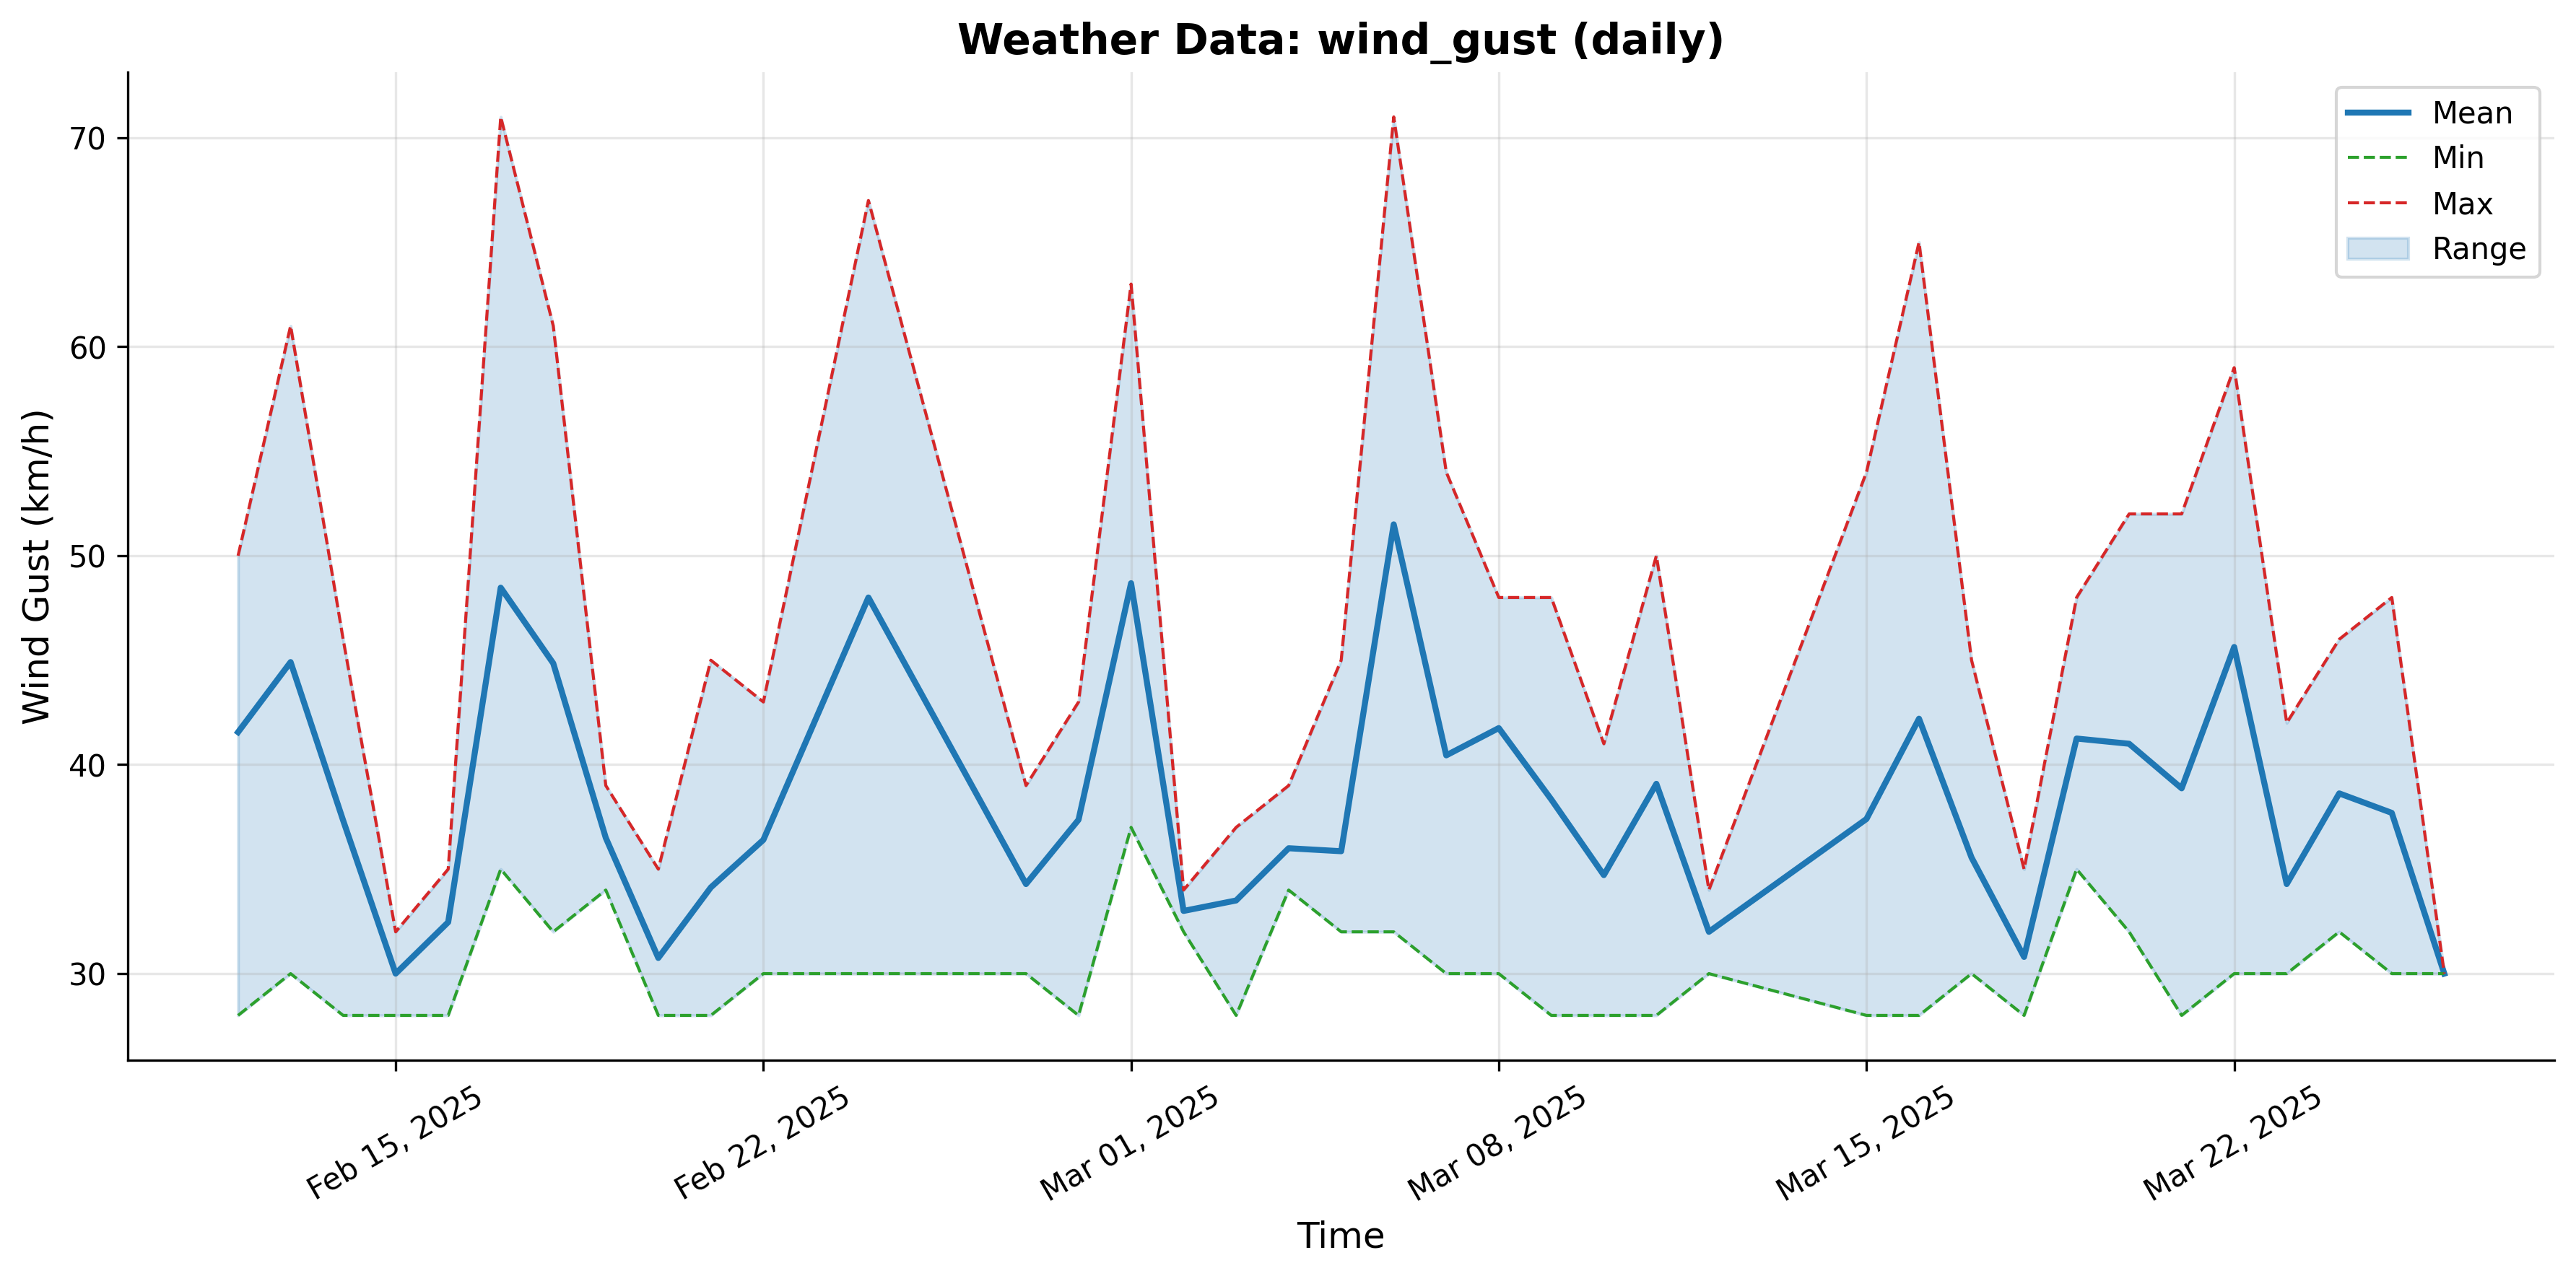 Weather Data: wind_gust (daily)
Wind Gust (km/h)
70
60
50
40
30
Mean
Min
Max
Range
Feb 15, 2025
Feb 22, 2025
Mar 01, 2025
Mar 08, 2025
Mar 15, 2025
Mar 22, 2025
Time